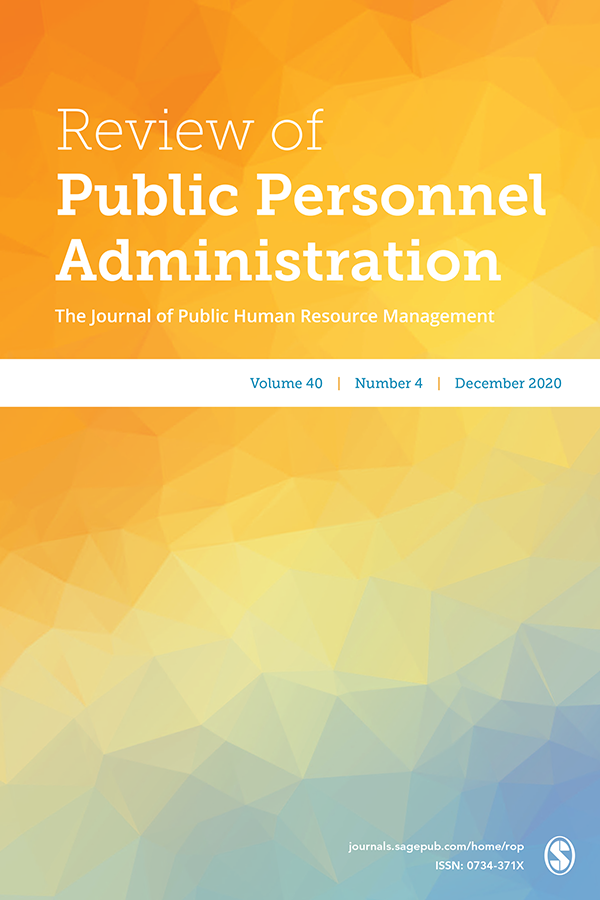 Review of
Public Personnel
Administration
The Journal of Public Human Resource Management
Volume 40 | Number 4 | December 2020
journals.sagepub.com/home/rop
ISSN: 0734-371X